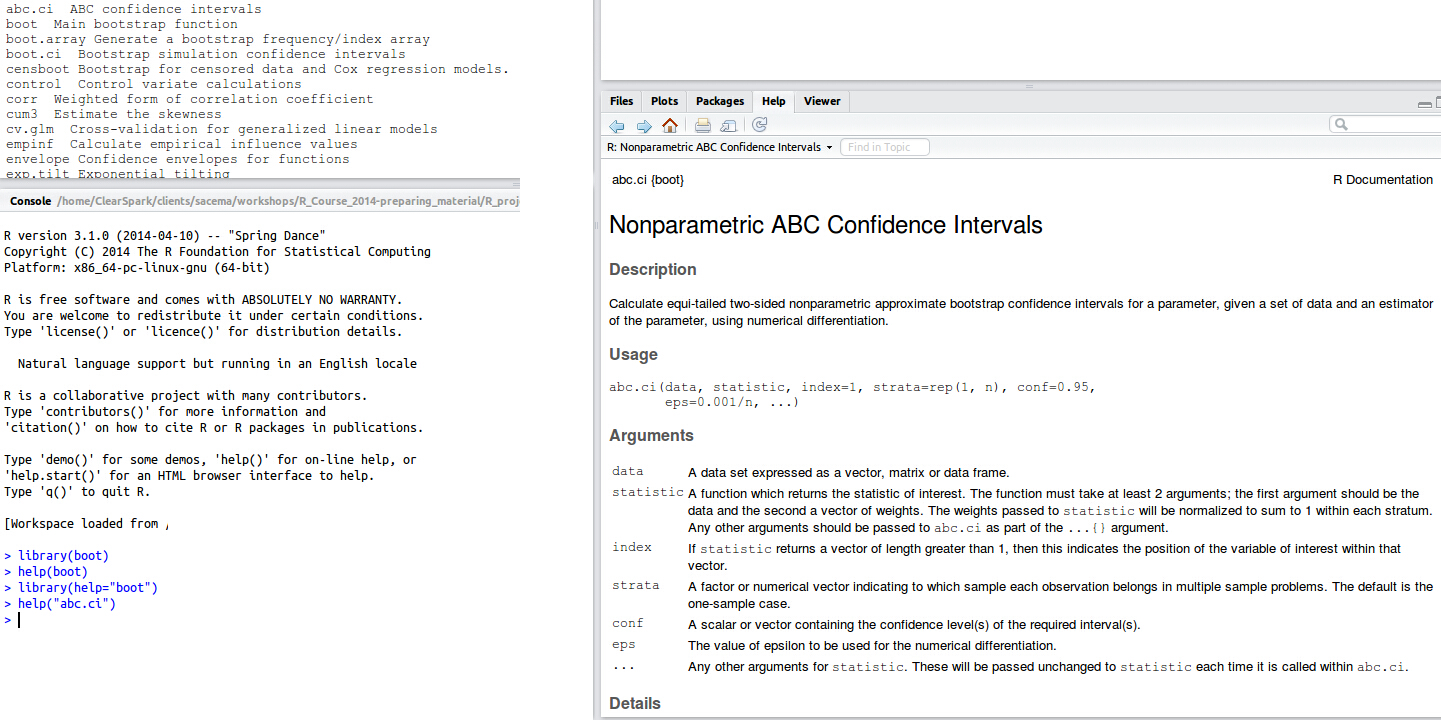 abc.ci  ABC confidence intervals
boot  Main bootstrap function
boot.array Generate a bootstrap frequency/index array
boot.ci  Bootstrap simulation confidence intervals
censboot Bootstrap for censored data and Cox regression models.
control  Control variate calculations
corr  Weighted form of correlation coefficient
cum3  Estimate the skewness
cv.glm  Cross-validation for generalized linear models
empinf  Calculate empirical influence values
envelope Confidence envelopes for functions
exp.tilt Exponential tilting
Console /home/ClearSpark/clients/sacema/workshops/R_Course_2014-preparing_material/R_proj
R version 3.1.0 (2014-04-10) -- "Spring Dance"
Copyright (C) 2014 The R Foundation for Statistical Computing
Platform: x86_64-pc-linux-gnu (64-bit)
R is free software and comes with ABSOLUTELY NO WARRANTY.
You are welcome to redistribute it under certain conditions.
Type 'license()' or 'licence()' for distribution details.
Natural language support but running in an English locale
R is a collaborative project with many contributors.
Type 'contributors()' for more information and
'citation()' on how to cite R or R packages in publications.
Type 'demo()' for some demos, 'help()' for on-line help, or
'help.start()' for an HTML browser interface to help.
Type 'q()' to quit R.
[Workspace loaded from /
> library(boot)
> help(boot)
> library(help="boot")
> help("abc.ci")
>
Files Plots Packages Help Viewer
R: Nonparametric ABC Confidence Intervals Find in Topic
abc.ci {boot} R Documentation
Nonparametric ABC Confidence Intervals
Description
Calculate equi-tailed two-sided nonparametric approximate bootstrap confidence intervals for a parameter, given a set of data and an estimator
of the parameter, using numerical differentiation.
Usage
abc.ci(data, statistic, index=1, strata=rep(1, n), conf=0.95,
eps=0.001/n, ...)
Arguments
data A data set expressed as a vector, matrix or data frame.
statistic A function which returns the statistic of interest. The function must take at least 2 arguments; the first argument should be the
data and the second a vector of weights. The weights passed to statistic will be normalized to sum to 1 within each stratum.
Any other arguments should be passed to abc.ci as part of the ...{} argument.
index If statistic returns a vector of length greater than 1, then this indicates the position of the variable of interest within that
vector.
strata A factor or numerical vector indicating to which sample each observation belongs in multiple sample problems. The default is the
one-sample case.
conf A scalar or vector containing the confidence level(s) of the required interval(s).
eps The value of epsilon to be used for the numerical differentiation.
... Any other arguments for statistic. These will be passed unchanged to statistic each time it is called within abc.ci.
Details